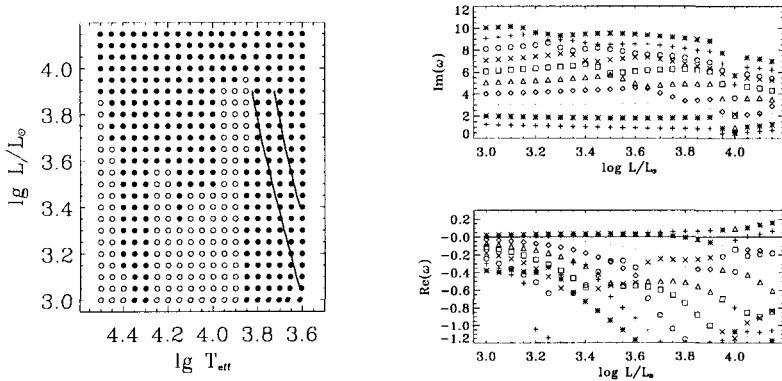 lg L/L⊙
4.0
3.8
3.6
3.4
3.2
3.0
4.4 4.2 4.0 3.8 3.6
lg T_eff
Im(ω)
10
8
6
4
2
0
3.0 3.2 3.4 3.6 3.8 4.0
log L/L⊙
Re(ω)
0.2
-0.0
-0.2
-0.4
-0.6
-0.8
-1.0
-1.2
3.0 3.2 3.4 3.6 3.8 4.0
log L/L⊙